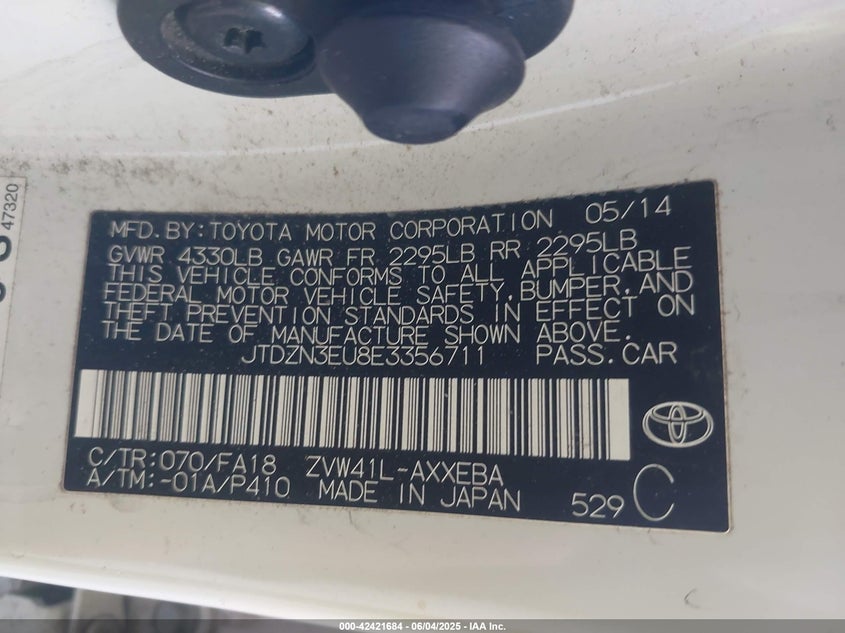 47320
MFD.BY:TOYOTA MOTOR CORPORATION 05/14
GVWR 4330LB GAWR FR 2295LB RR 2295LB
THIS VEHICLE CONFORMS TO ALL APPLICABLE
FEDERAL MOTOR VEHICLE SAFETY,BUMPER,AND
THEFT PREVENTION STANDARDS IN EFFECT ON
THE DATE OF MANUFACTURE SHOWN ABOVE.
JTDZN3EU8E3356711 PASS.CAR
C/TR:070/FA18 ZVW41L-AXXEBA
A/TM:-01A/P410 MADE IN JAPAN 529 C
000-42421684 | 06/04/2025 - IAA Inc.